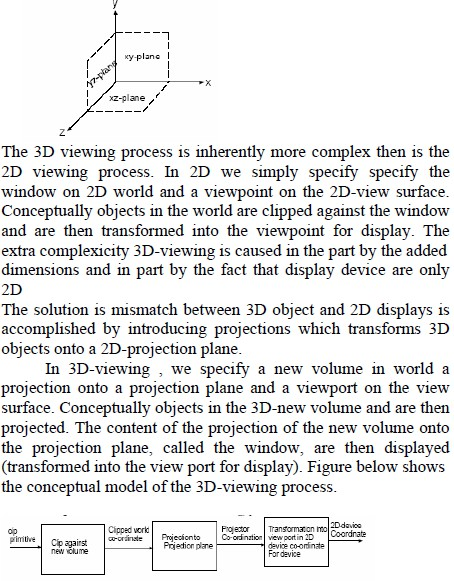 y
xy-plane
yz-plane
x
xz-plane
z
The 3D viewing process is inherently more complex then is the
2D viewing process. In 2D we simply specify specify the
window on 2D world and a viewpoint on the 2D-view surface.
Conceptually objects in the world are clipped against the window
and are then transformed into the viewpoint for display. The
extra complexicity 3D-viewing is caused in the part by the added
dimensions and in part by the fact that display device are only
2D
The solution is mismatch between 3D object and 2D displays is
accomplished by introducing projections which transforms 3D
objects onto a 2D-projection plane.
In 3D-viewing , we specify a new volume in world a
projection onto a projection plane and a viewport on the view
surface. Conceptually objects in the 3D-new volume and are then
projected. The content of the projection of the new volume onto
the projection plane, called the window, are then displayed
(transformed into the view port for display). Figure below shows
the conceptual model of the 3D-viewing process.
o/p
primitive
Clip against
new volume
Clipped world
co-ordinate
Projection to
Projection plane
Projector
Co-ordination
Transformation into
view port in 2D
device co-ordinate
For device
2D-device
Coordinate